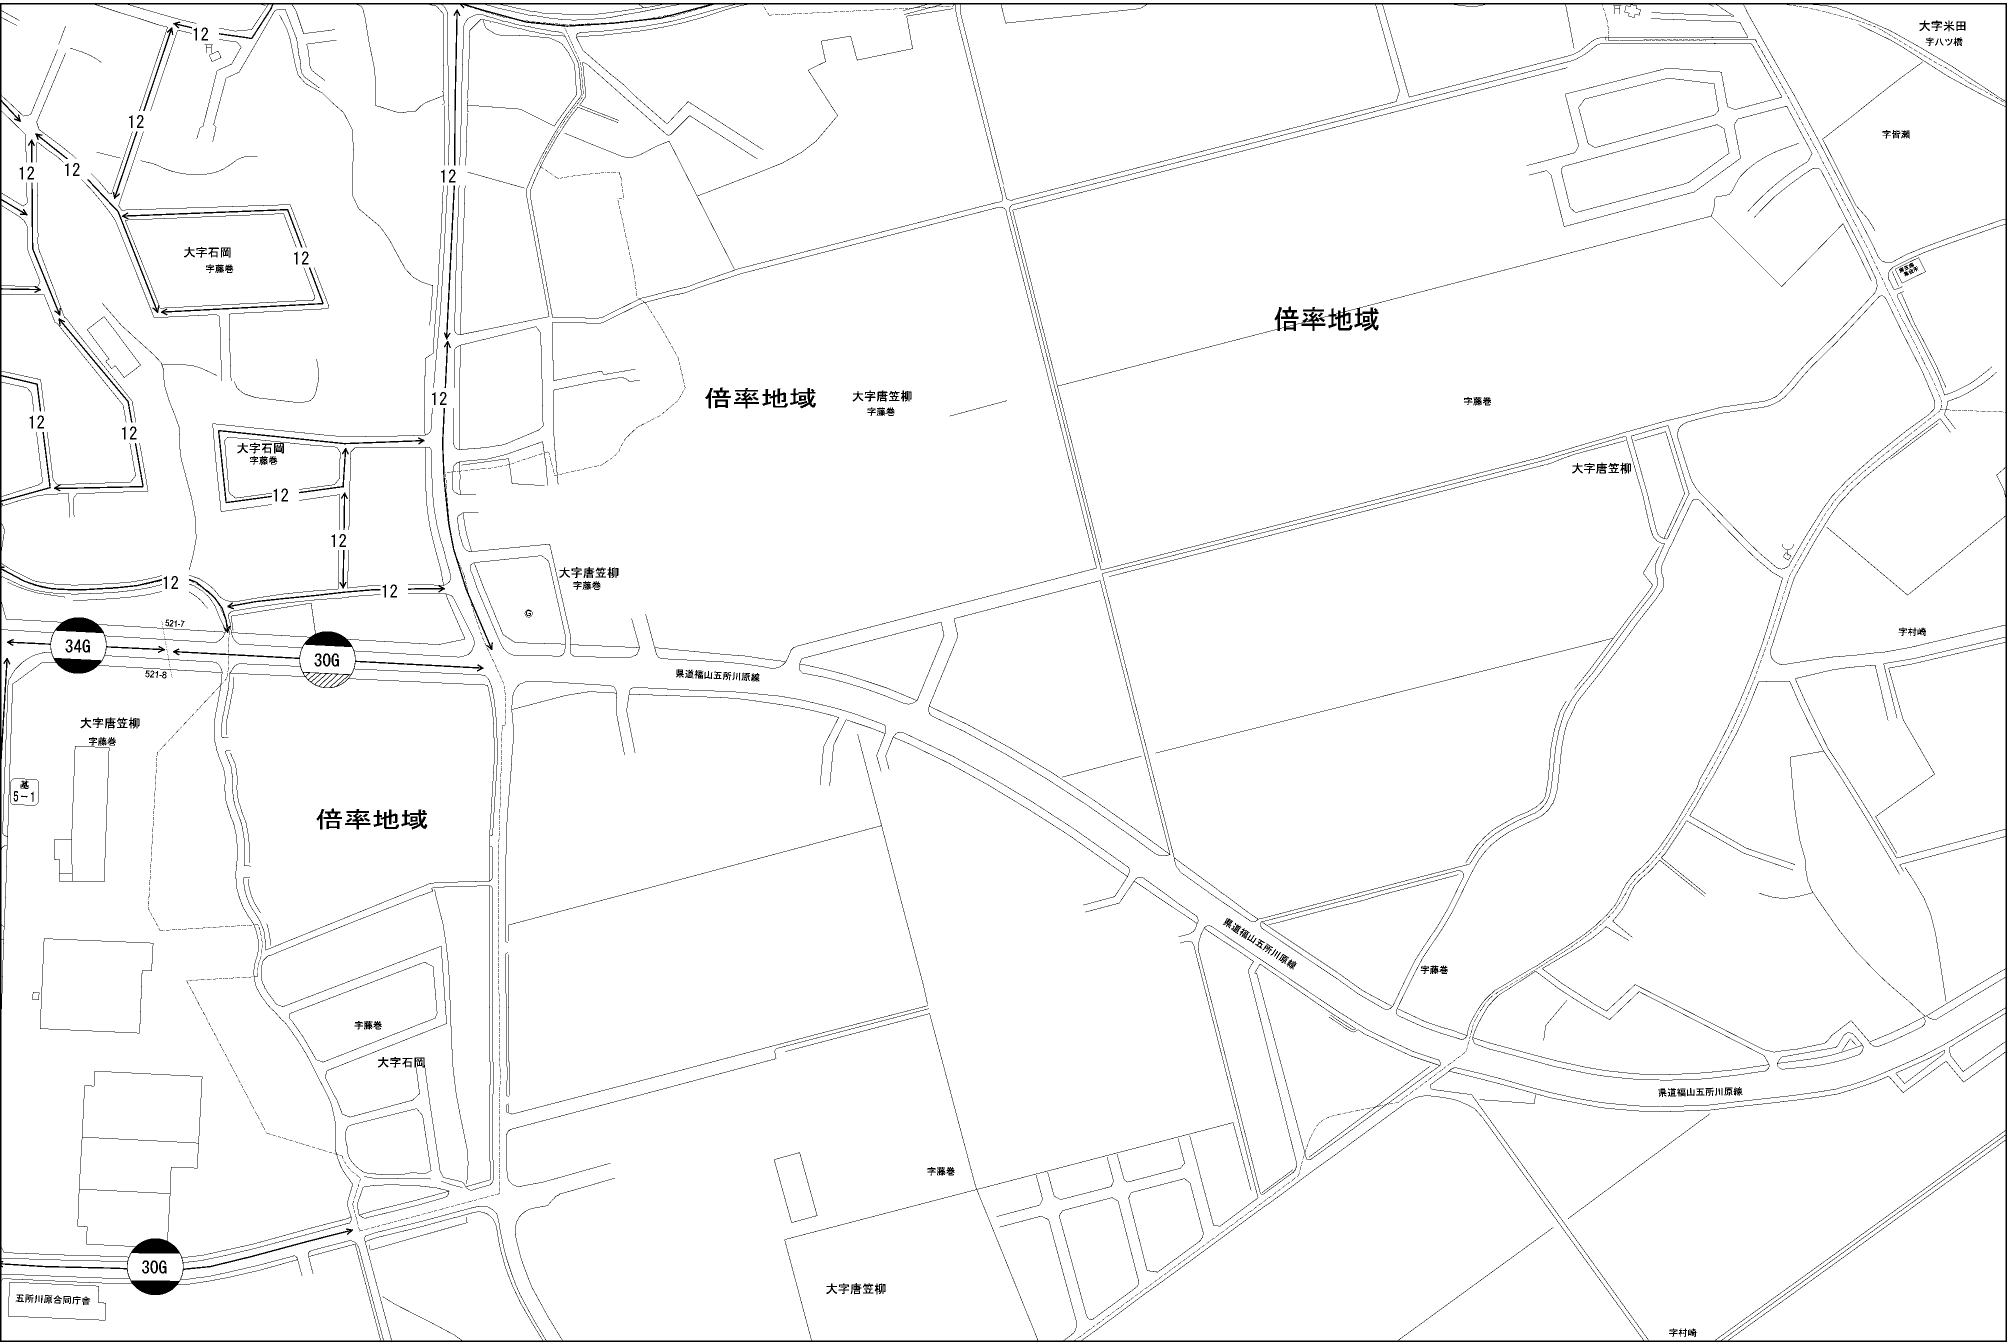 大字米田
字八ツ橋
12
12
字皆瀬
12
12
12
大字石岡
字藤巻
12
倍率地域
倍率地域
大字唐笠柳
字藤巻
12
字藤巻
12
12
大字石岡
字藤巻
大字唐笠柳
12
12
大字唐笠柳
字藤巻
12
12
G
521-7
字村崎
34G
30G
521-8
県道福山五所川原線
大字唐笠柳
字藤巻
基
5-1
倍率地域
県道福山五所川原線
字藤巻
字藤巻
大字石岡
県道福山五所川原線
字藤巻
30G
大字唐笠柳
五所川原合同庁舎
字村崎